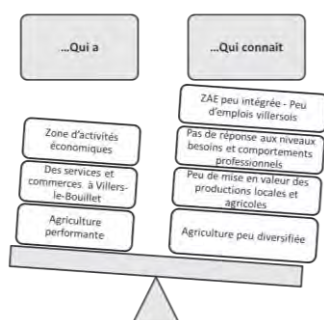 ...Qui a
...Qui connait
Zone d'activités
économiques
Des services et
commerces à Villers-
le-Bouillet
Agriculture
performante
ZAE peu intégrée - Peu
d'emplois villersois
Pas de réponse aux niveaux
besoins et comportements
professionnels
Peu de mise en valeur des
productions locales et
agricoles
Agriculture peu diversifiée